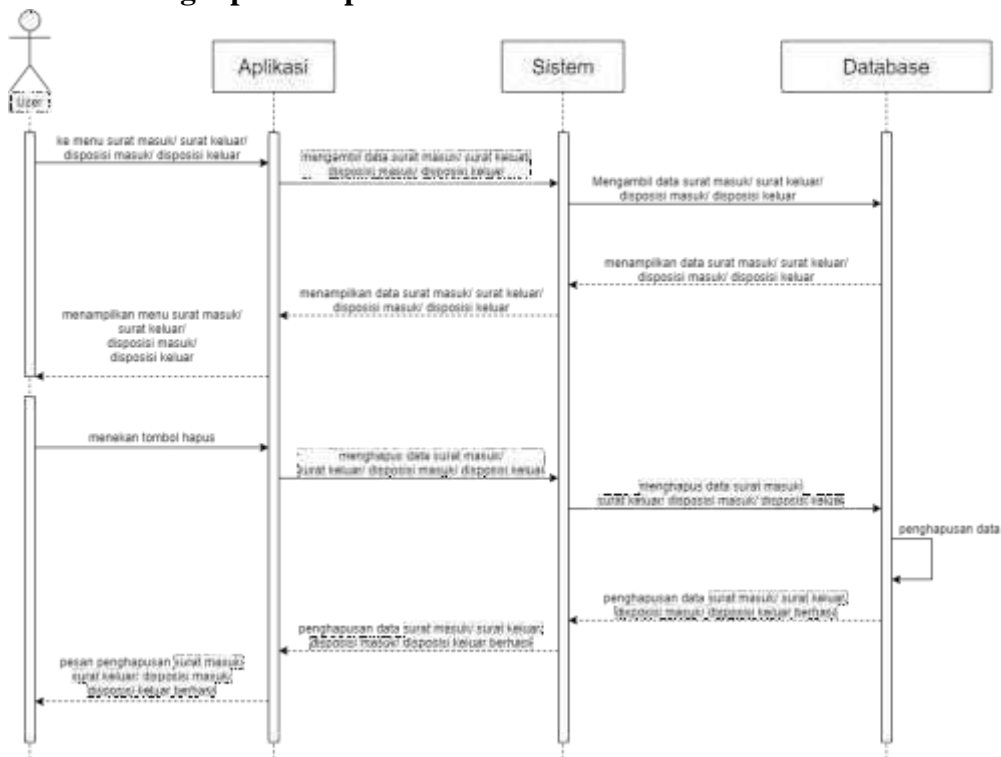 Aplikasi
Sistem
Database
User
ke menu surat masuk/ surat keluar/
disposisi masuk/ disposisi keluar
mengambil data surat masuk/ surat keluar/
disposisi masuk/ disposisi keluar
Mengambil data surat masuk/ surat keluar/
disposisi masuk/ disposisi keluar
menampilkan data surat masuk/ surat keluar/
disposisi masuk/ disposisi keluar
menampilkan data surat masuk/ surat keluar/
disposisi masuk/ disposisi keluar
menampilkan menu surat masuk/
surat keluar/
disposisi masuk/
disposisi keluar
menekan tombol hapus
menghapus data surat masuk/
surat keluar/ disposisi masuk/ disposisi keluar
menghapus data surat masuk/
surat keluar/ disposisi masuk/ disposisi keluar
penghapusan data
penghapusan data surat masuk/ surat keluar/
disposisi masuk/ disposisi keluar berhasil
penghapusan data surat masuk/ surat keluar/
disposisi masuk/ disposisi keluar berhasil
pesan penghapusan surat masuk/
surat keluar/ disposisi masuk/
disposisi keluar berhasil